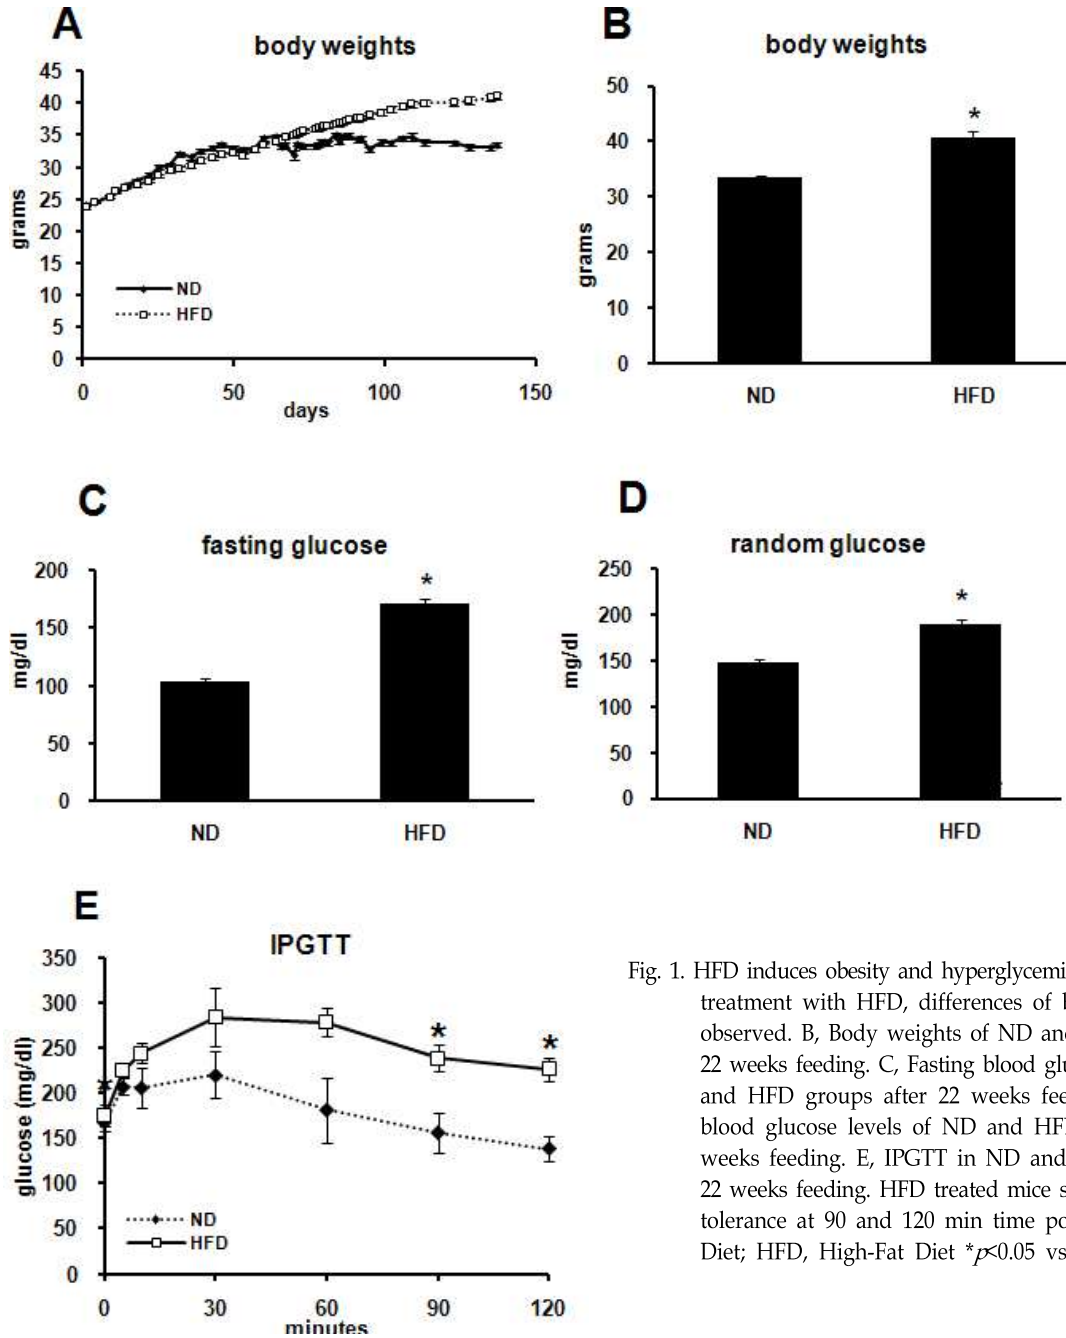 A
body weights
45
40
35
30
25
20
15
10
5
0
grams
ND
HFD
0 50 100 150
days
B
body weights
50
40
30
20
10
0
grams
*
ND HFD
C
fasting glucose
200
150
100
50
0
mg/dl
*
ND HFD
D
random glucose
250
200
150
100
50
0
mg/dl
*
ND HFD
E
IPGTT
350
300
250
200
150
100
50
0
glucose (mg/dl)
* * *
ND
HFD
0 30 60 90 120
minutes
Fig. 1. HFD induces obesity and hyperglycemi
treatment with HFD, differences of
observed. B, Body weights of ND and
22 weeks feeding. C, Fasting blood glu
and HFD groups after 22 weeks fee
blood glucose levels of ND and HF
weeks feeding. E, IPGTT in ND and
22 weeks feeding. HFD treated mice s
tolerance at 90 and 120 min time po
Diet; HFD, High-Fat Diet *p<0.05 vs